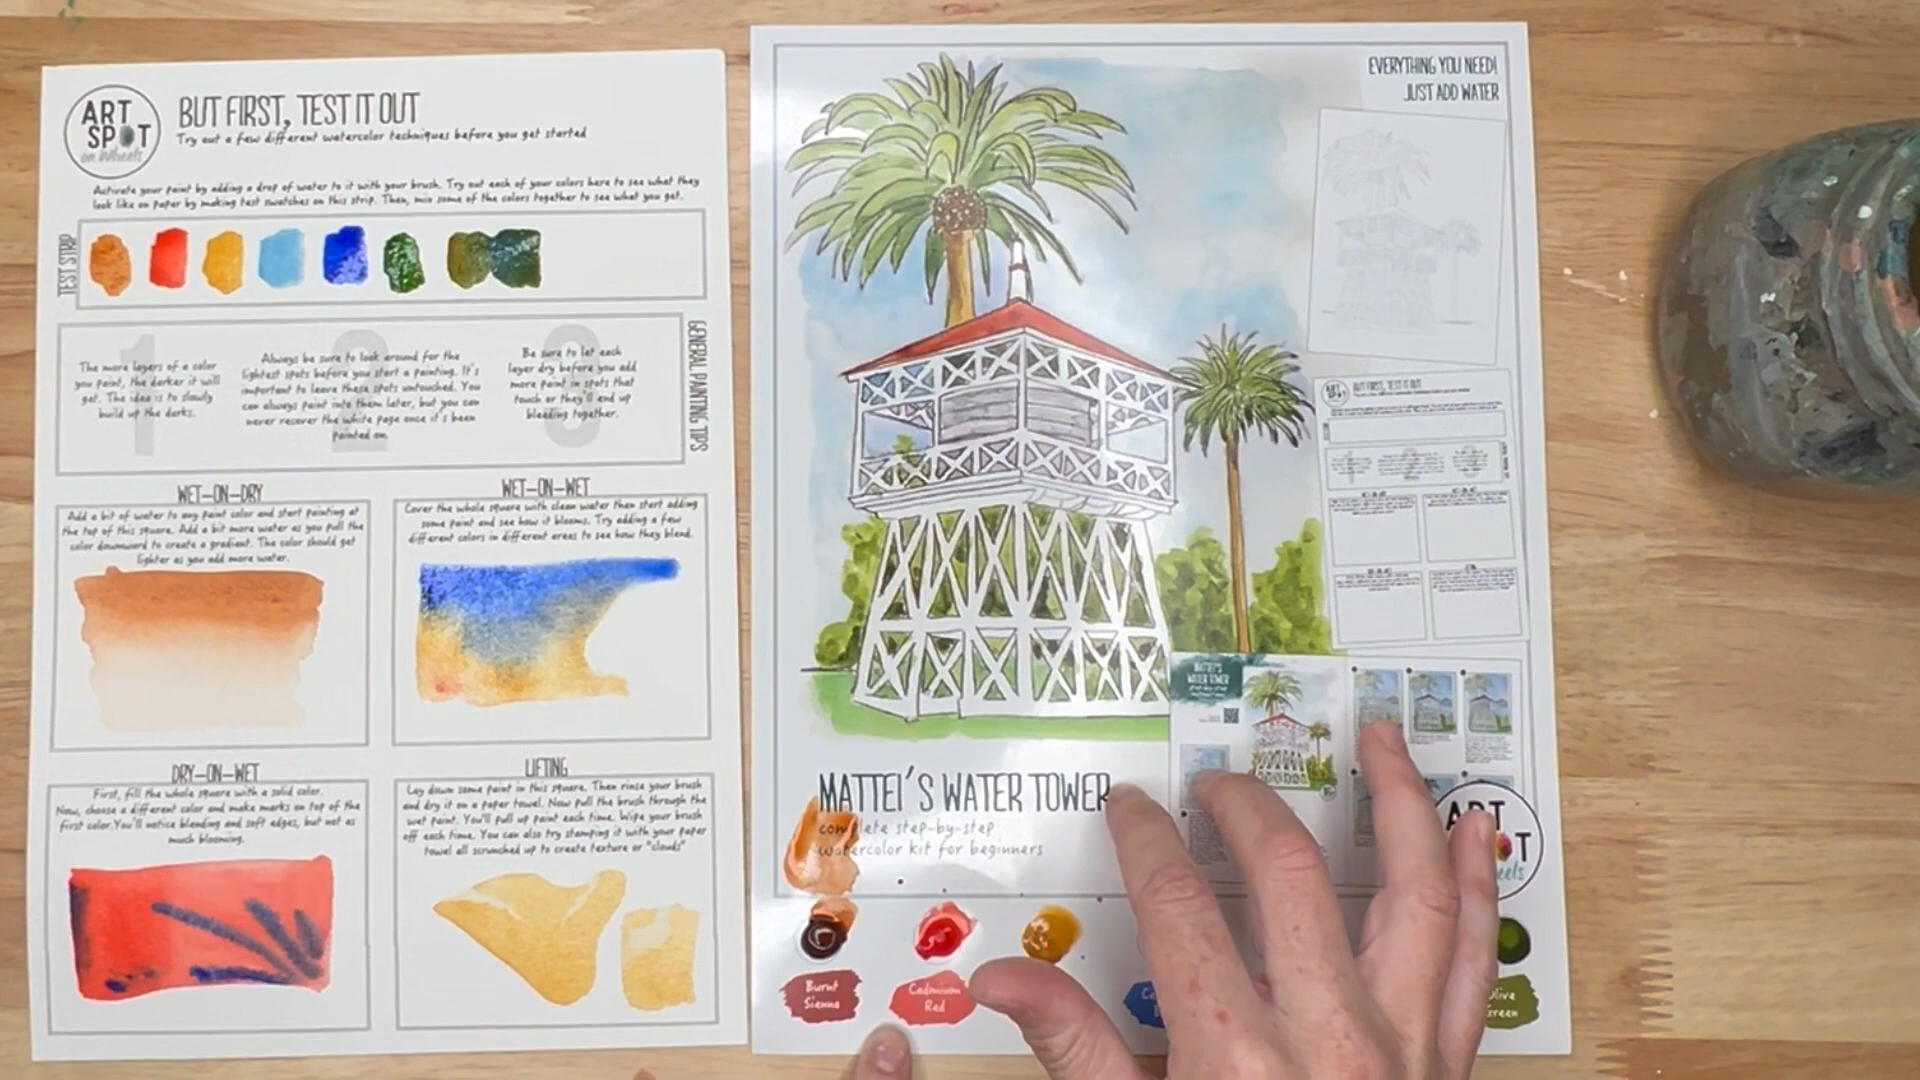 ART
SPOT
on Wheels
BUT FIRST, TEST IT OUT
Try out a few different watercolor techniques before you get started
Activate your paint by adding a drop of water to it with your brush. Try out each of your colors here to see what they
look like on paper by making test swatches on this strip. Then, mix some of the colors together to see what you get.
TEST STRIP
1
The more layers of a color
you paint, the darker it will
get. The idea is to slowly
build up the darks.
2
Always be sure to look around for the
lightest spots before you start a painting. It's
important to leave these spots untouched. You
can always paint into them later, but you can
never recover the white page once it's been
painted on.
3
Be sure to let each
layer dry before you add
more paint in spots that
touch or they'll end up
bleeding together.
GENERAL PAINTING TIPS
WET-ON-DRY
Add a bit of water to any paint color and start painting at
the top of this square. Add a bit more water as you pull the
color downward to create a gradient. The color should get
lighter as you add more water.
WET-ON-WET
Cover the whole square with clean water then start adding
some paint and see how it blooms. Try adding a few
different colors in different areas to see how they blend.
DRY-ON-WET
First, fill the whole square with a solid color.
Now, choose a different color and make marks on top of the
first color.You'll notice blending and soft edges, but not as
much blooming.
LIFTING
Lay down some paint in this square. Then rinse your brush
and dry it on a paper towel. Now pull the brush through the
wet paint. You'll pull up paint each time. Wipe your brush
off each time. You can also try stamping it with your paper
towel all scrunched up to create texture or "clouds"
EVERYTHING YOU NEED!
JUST ADD WATER
BUT FIRST, TEST IT OUT
MATTEI'S
WATER TOWER
MATTEI'S WATER TOWER
complete step-by-step
watercolor kit for beginners
ART
Burnt
Sienna
Cadmium
Red